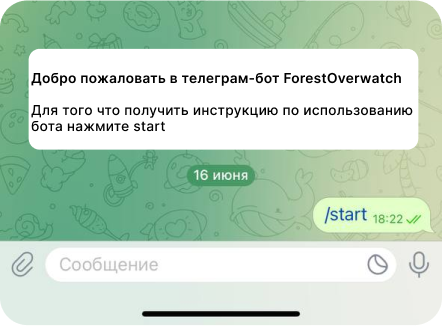 Добро пожаловать в телеграм-бот ForestOverwatch
Для того что получить инструкцию по использованию
бота нажмите start
16 июня
/start 18:22
Сообщение